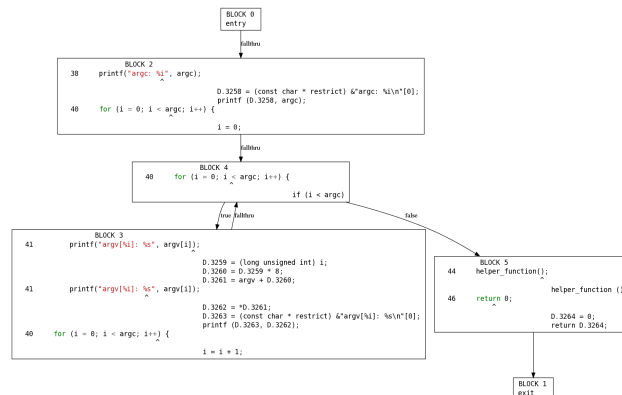 BLOCK 0
entry
fallthru
BLOCK 2
38 printf("argc: %i", argc);
^
D.3258 = (const char * restrict) &"argc: %i\n"[0];
printf (D.3258, argc);
40 for (i = 0; i < argc; i++) {
^
i = 0;
fallthru
BLOCK 4
40 for (i = 0; i < argc; i++) {
^
if (i < argc)
true fallthru
false
BLOCK 3
41 printf("argv[%i]: %s", argv[i]);
^
D.3259 = (long unsigned int) i;
D.3260 = D.3259 * 8;
D.3261 = argv + D.3260;
41 printf("argv[%i]: %s", argv[i]);
^
D.3262 = *D.3261;
D.3263 = (const char * restrict) &"argv[%i]: %s\n"[0];
printf (D.3263, D.3262);
40 for (i = 0; i < argc; i++) {
^
i = i + 1;
BLOCK 5
44 helper_function();
^
helper_function ()
46 return 0;
^
D.3264 = 0;
return D.3264;
BLOCK 1
exit